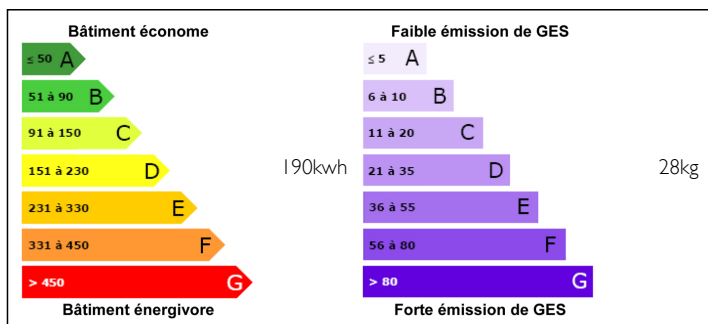 Bâtiment économe
≤ 50 A
51 à 90 B
91 à 150 C
151 à 230 D
190kwh
231 à 330 E
331 à 450 F
> 450 G
Bâtiment énergivore
Faible émission de GES
≤ 5 A
6 à 10 B
11 à 20 C
21 à 35 D
28kg
36 à 55 E
56 à 80 F
> 80 G
Forte émission de GES